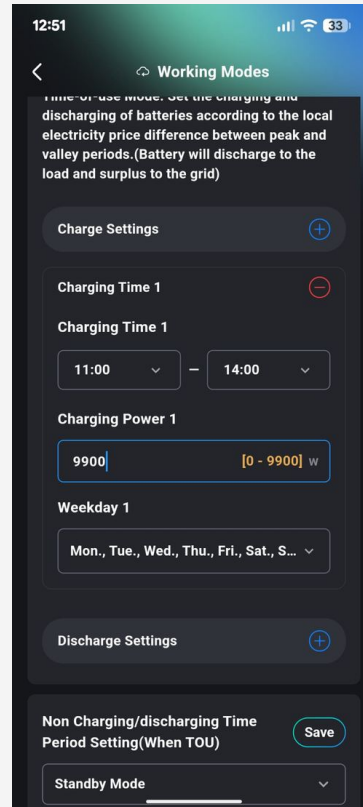 12:51
33
Working Modes
Time-of-use Mode: Set the charging and
discharging of batteries according to the local
electricity price difference between peak and
valley periods.(Battery will discharge to the
load and surplus to the grid)
Charge Settings
Charging Time 1
Charging Time 1
11:00 – 14:00
Charging Power 1
9900 [0 - 9900] w
Weekday 1
Mon., Tue., Wed., Thu., Fri., Sat., S...
Discharge Settings
Non Charging/discharging Time
Period Setting(When TOU)
Save
Standby Mode